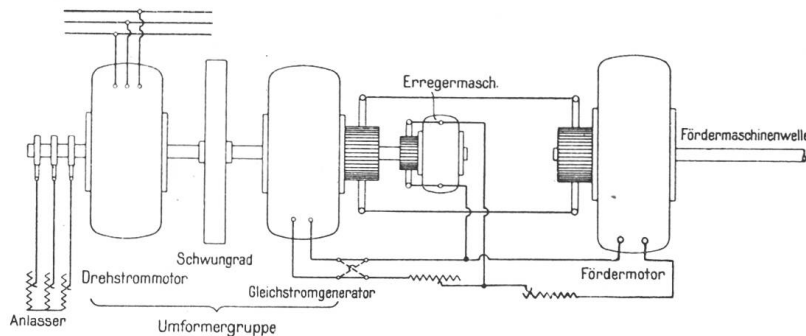 Erregermasch.
Fördermaschinenwelle
Schwungrad
Drehstrommotor
Gleichstromgenerator
Fördermotor
Anlasser
Umformergruppe